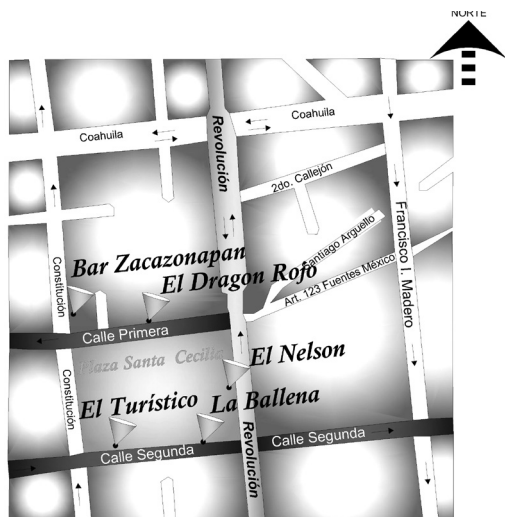 NORTE
Coahuila
Coahuila
Revolución
2do. Callejón
Santiago Arguello
Francisco I. Madero
Bar Zacazonapan
El Dragon Rojo
Art. 123 Fuentes México
Constitución
Calle Primera
Plaza Santa Cecilia
El Nelson
Constitución
El Turístico
La Ballena
Calle Segunda
Calle Segunda
Revolución